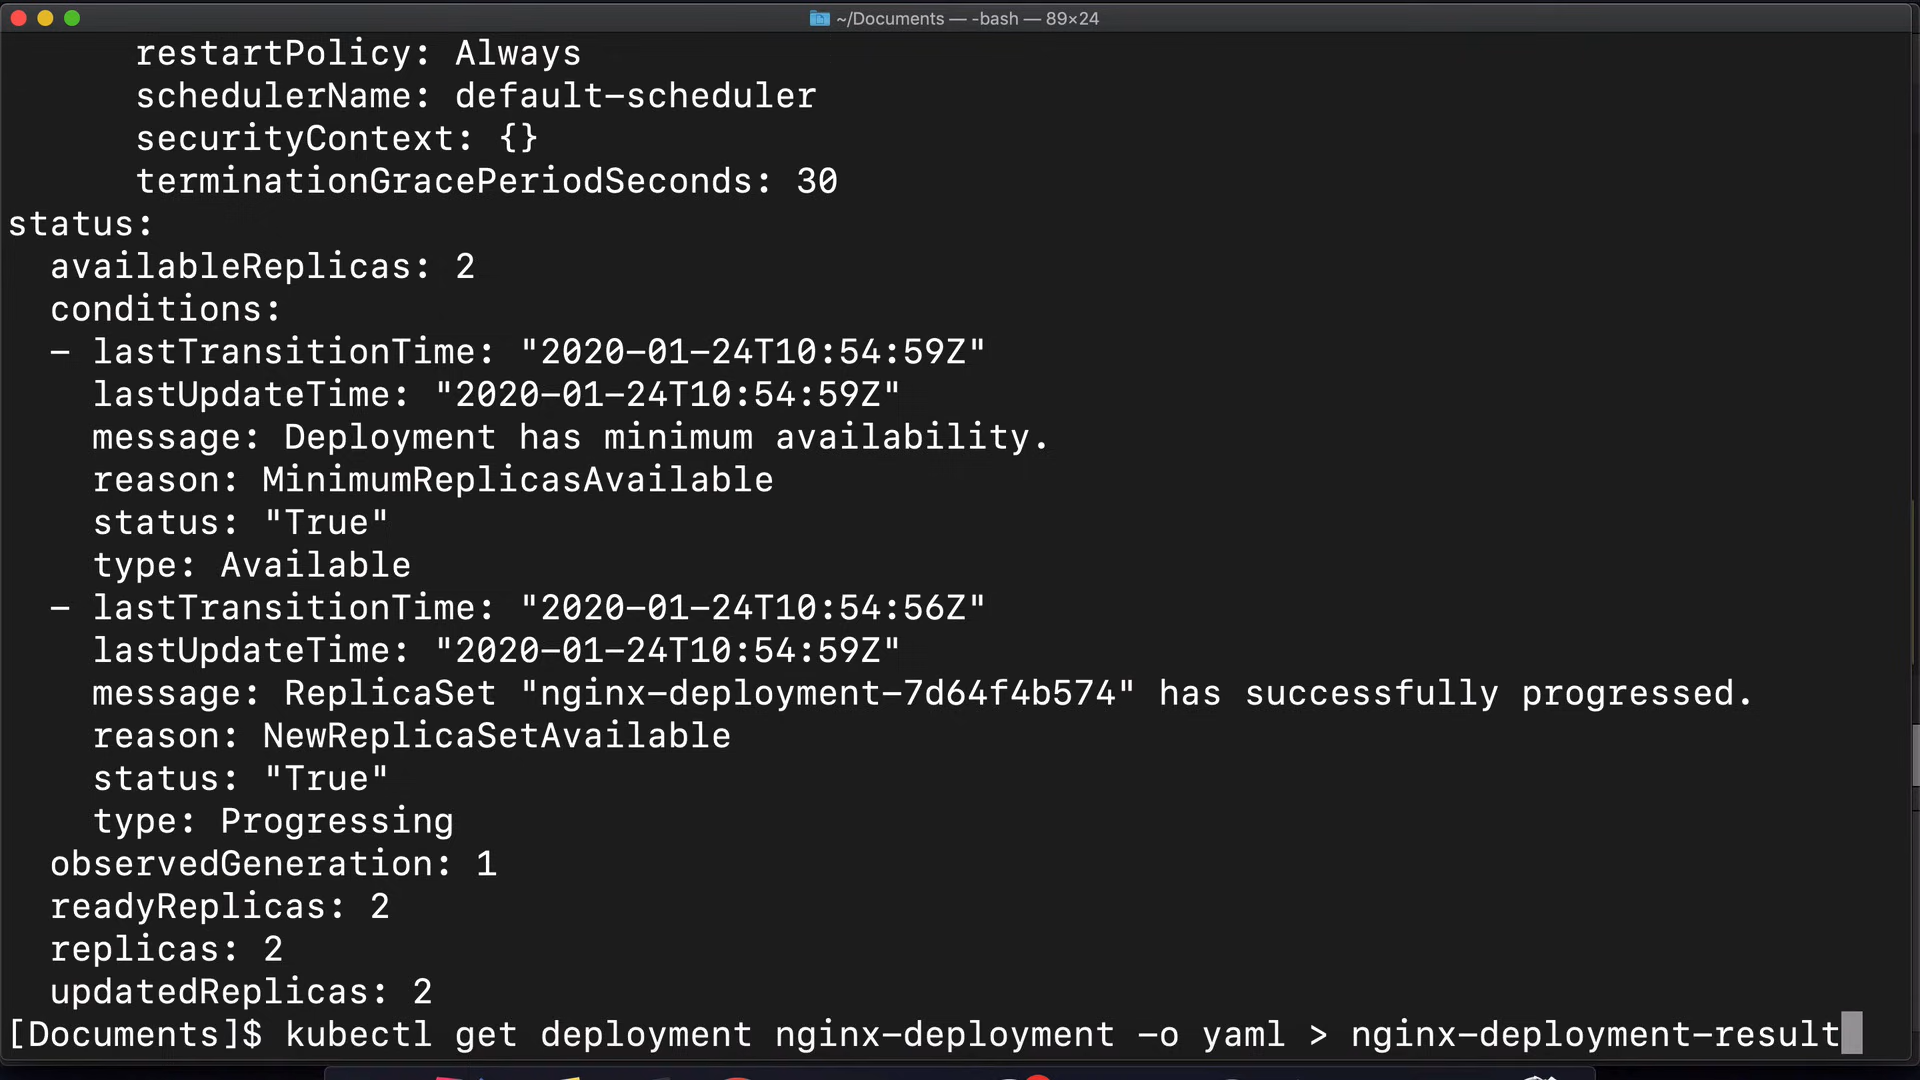 ~/Documents — -bash — 89×24
restartPolicy: Always
schedulerName: default-scheduler
securityContext: {}
terminationGracePeriodSeconds: 30
status:
availableReplicas: 2
conditions:
- lastTransitionTime: "2020-01-24T10:54:59Z"
lastUpdateTime: "2020-01-24T10:54:59Z"
message: Deployment has minimum availability.
reason: MinimumReplicasAvailable
status: "True"
type: Available
- lastTransitionTime: "2020-01-24T10:54:56Z"
lastUpdateTime: "2020-01-24T10:54:59Z"
message: ReplicaSet "nginx-deployment-7d64f4b574" has successfully progressed.
reason: NewReplicaSetAvailable
status: "True"
type: Progressing
observedGeneration: 1
readyReplicas: 2
replicas: 2
updatedReplicas: 2
[Documents]$ kubectl get deployment nginx-deployment -o yaml > nginx-deployment-result